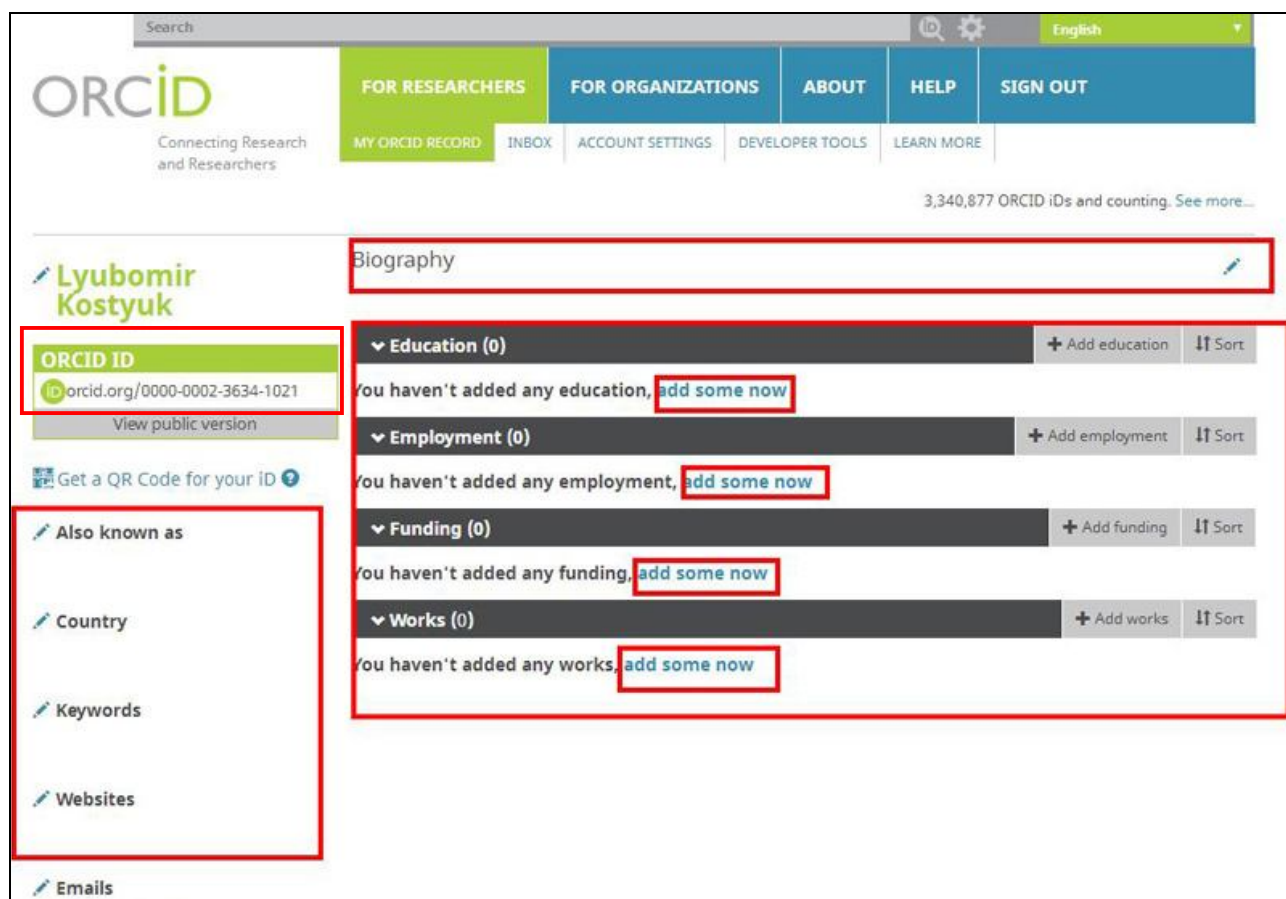 Search
English
ORCiD
Connecting Research
and Researchers
FOR RESEARCHERS FOR ORGANIZATIONS ABOUT HELP SIGN OUT
MY ORCID RECORD INBOX ACCOUNT SETTINGS DEVELOPER TOOLS LEARN MORE
3,340,877 ORCID iDs and counting. See more...
Lyubomir
Kostyuk
ORCID ID
iD orcid.org/0000-0002-3634-1021
View public version
Get a QR Code for your iD ?
Also known as
Country
Keywords
Websites
Emails
Biography
Education (0) Add education Sort
You haven't added any education, add some now
Employment (0) Add employment Sort
You haven't added any employment, add some now
Funding (0) Add funding Sort
You haven't added any funding, add some now
Works (0) Add works Sort
You haven't added any works, add some now